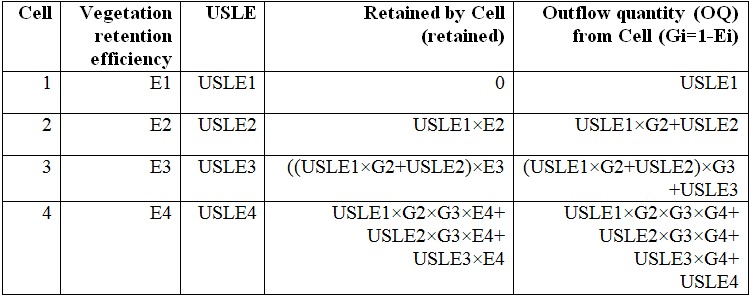 Cell Vegetation retention efficiency USLE Retained by Cell (retained) Outflow quantity (OQ) from Cell (Gi=1-Ei)
1 E1 USLE1 0 USLE1
2 E2 USLE2 USLE1×E2 USLE1×G2+USLE2
3 E3 USLE3 ((USLE1×G2+USLE2)×E3 (USLE1×G2+USLE2)×G3 +USLE3
4 E4 USLE4 USLE1×G2×G3×E4+ USLE2×G3×E4+ USLE3×E4 USLE1×G2×G3×G4+ USLE2×G3×G4+ USLE3×G4+ USLE4